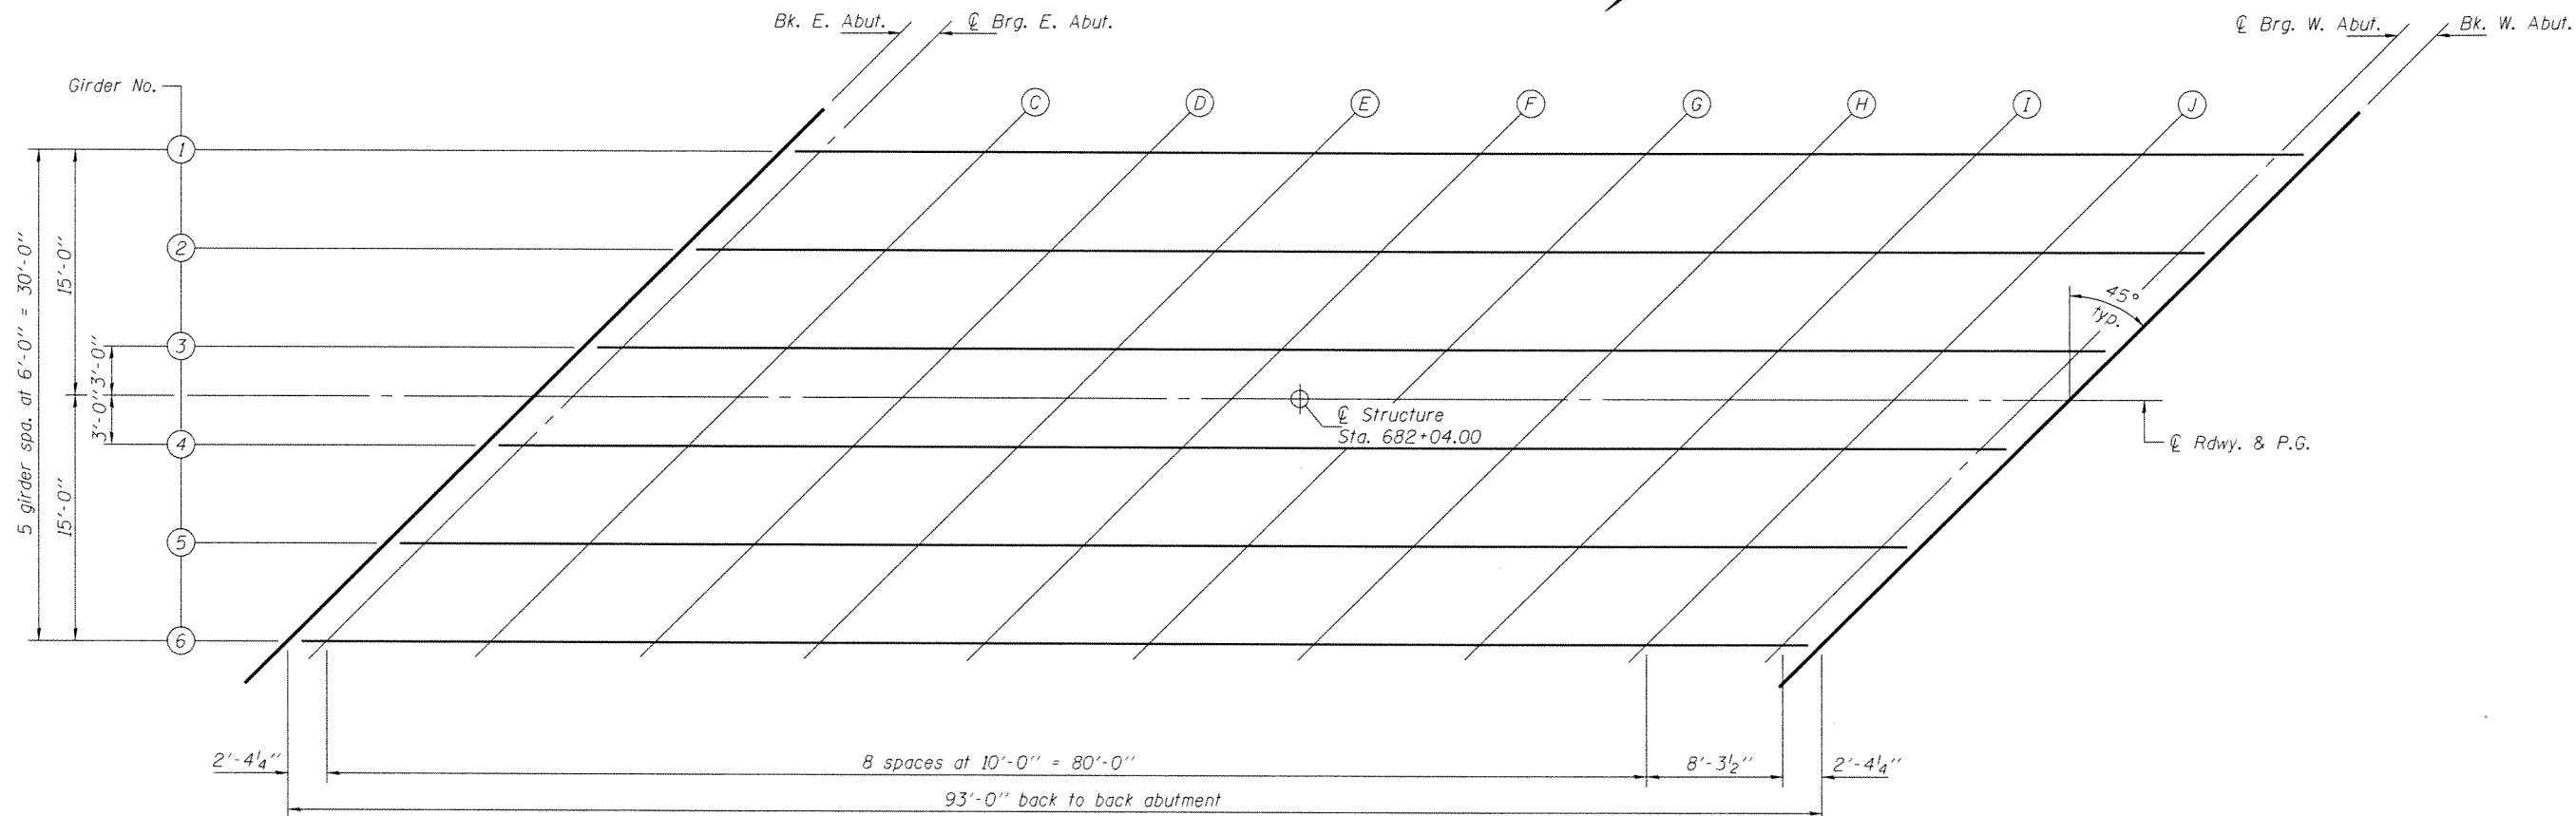 Bk. E. Abut.
℄ Brg. E. Abut.
℄ Brg. W. Abut.
Bk. W. Abut.
Girder No.
C
D
E
F
G
H
I
J
1
2
3
4
5
6
5 girder spa. at 6'-0" = 30'-0"
15'-0"
15'-0"
3'-0"
3'-0"
45°
typ.
℄ Structure
Sta. 682+04.00
℄ Rdwy. & P.G.
2'-4¼"
8 spaces at 10'-0" = 80'-0"
8'-3½"
2'-4¼"
93'-0" back to back abutment